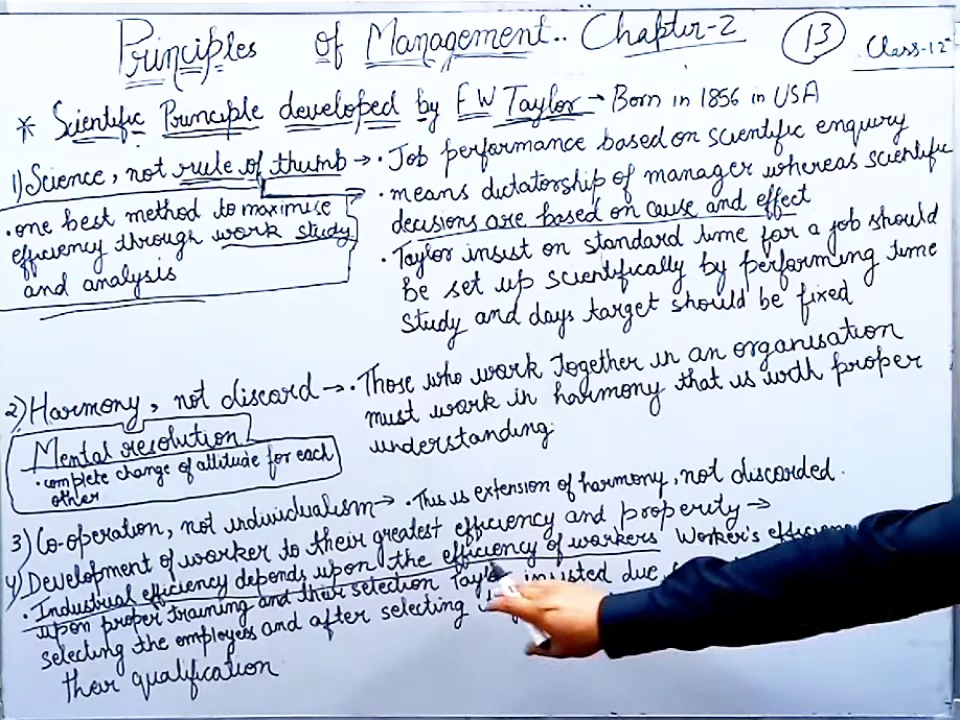 Principles of Management.. Chapter-2
13
Class-12th
* Scientific Principle developed by F W Taylor → Born in 1856 in USA
1) Science, not rule of thumb → • Job performance based on scientific enquiry
• means dictatorship of manager whereas scientific
decisions are based on cause and effect
• one best method to maximise
efficiency through work study
and analysis
• Taylor insist on standard time for a job should
be set up scientifically by performing time
study and days target should be fixed
2) Harmony, not discord → • Those who work together in an organisation
must work in harmony that is with proper
understanding.
Mental resolution
• complete change of attitude for each
other
3) Co-operation, not individualism → • This is extension of harmony, not discorded.
4) Development of worker to their greatest efficiency and properity →
• Industrial efficiency depends upon the efficiency of workers Worker's
upon proper training and their selection Taylor insisted due
selecting the employees and after selecting
their qualification